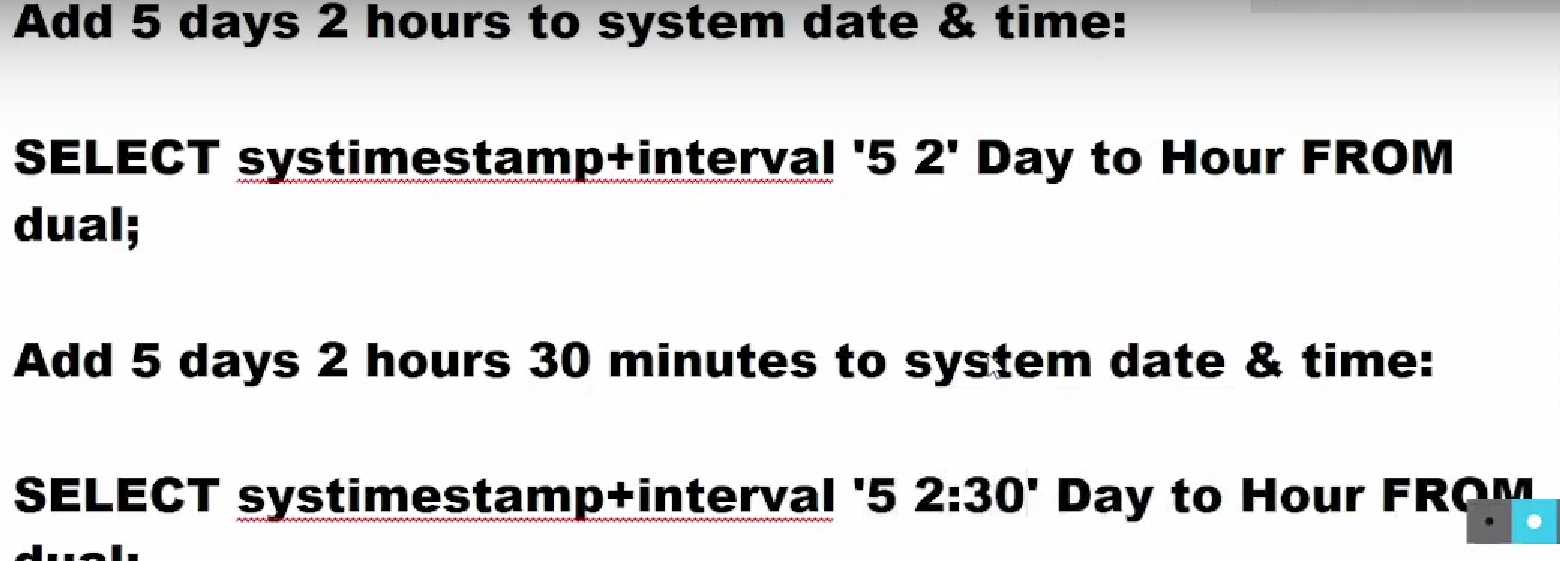 Add 5 days 2 hours to system date & time:
SELECT systimestamp+interval '5 2' Day to Hour FROM
dual;
Add 5 days 2 hours 30 minutes to system date & time:
SELECT systimestamp+interval '5 2:30' Day to Hour FROM
dual;